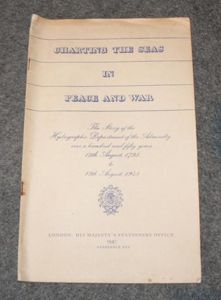 CHARTING THE SEAS
IN
PEACE AND WAR
The Story of the
Hydrographic Department of the Admiralty
over a hundred and fifty years
12th August, 1795
to
12th August, 1945
LONDON: HIS MAJESTY'S STATIONERY OFFICE
1947